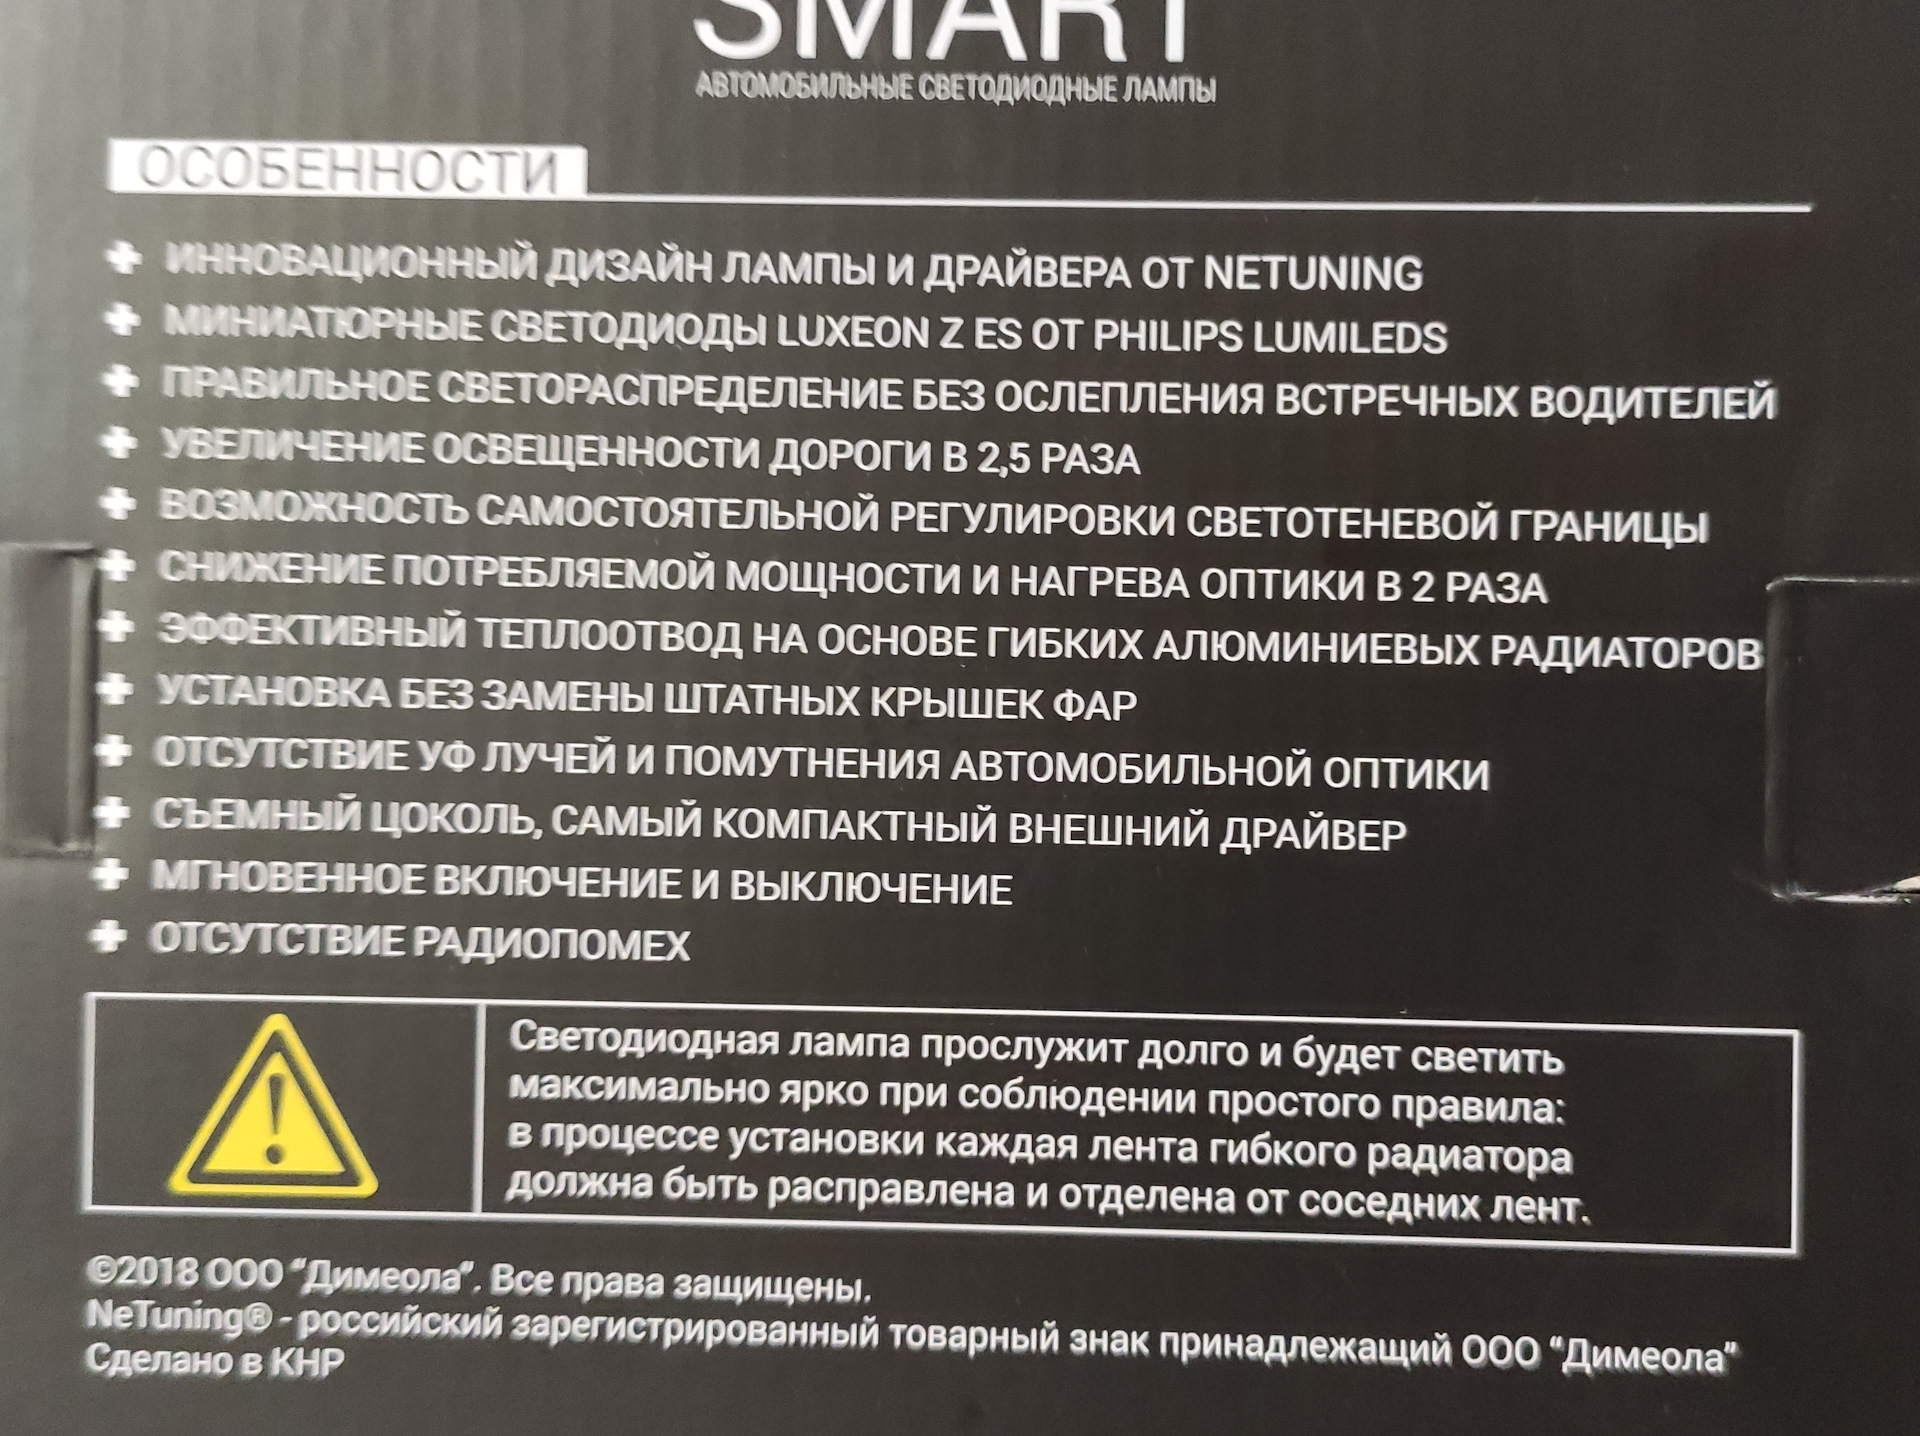 SMART
АВТОМОБИЛЬНЫЕ СВЕТОДИОДНЫЕ ЛАМПЫ
ОСОБЕННОСТИ
+ ИННОВАЦИОННЫЙ ДИЗАЙН ЛАМПЫ И ДРАЙВЕРА ОТ NETUNING
+ МИНИАТЮРНЫЕ СВЕТОДИОДЫ LUXEON Z ES ОТ PHILIPS LUMILEDS
+ ПРАВИЛЬНОЕ СВЕТОРАСПРЕДЕЛЕНИЕ БЕЗ ОСЛЕПЛЕНИЯ ВСТРЕЧНЫХ ВОДИТЕЛЕЙ
+ УВЕЛИЧЕНИЕ ОСВЕЩЕННОСТИ ДОРОГИ В 2,5 РАЗА
+ ВОЗМОЖНОСТЬ САМОСТОЯТЕЛЬНОЙ РЕГУЛИРОВКИ СВЕТОТЕНЕВОЙ ГРАНИЦЫ
+ СНИЖЕНИЕ ПОТРЕБЛЯЕМОЙ МОЩНОСТИ И НАГРЕВА ОПТИКИ В 2 РАЗА
+ ЭФФЕКТИВНЫЙ ТЕПЛООТВОД НА ОСНОВЕ ГИБКИХ АЛЮМИНИЕВЫХ РАДИАТОРОВ
+ УСТАНОВКА БЕЗ ЗАМЕНЫ ШТАТНЫХ КРЫШЕК ФАР
+ ОТСУТСТВИЕ УФ ЛУЧЕЙ И ПОМУТНЕНИЯ АВТОМОБИЛЬНОЙ ОПТИКИ
+ СЪЕМНЫЙ ЦОКОЛЬ, САМЫЙ КОМПАКТНЫЙ ВНЕШНИЙ ДРАЙВЕР
+ МГНОВЕННОЕ ВКЛЮЧЕНИЕ И ВЫКЛЮЧЕНИЕ
+ ОТСУТСТВИЕ РАДИОПОМЕХ
Светодиодная лампа прослужит долго и будет светить
максимально ярко при соблюдении простого правила:
в процессе установки каждая лента гибкого радиатора
должна быть расправлена и отделена от соседних лент.
©2018 ООО “Димеола”. Все права защищены.
NeTuning® - российский зарегистрированный товарный знак принадлежащий ООО “Димеола”
Сделано в КНР